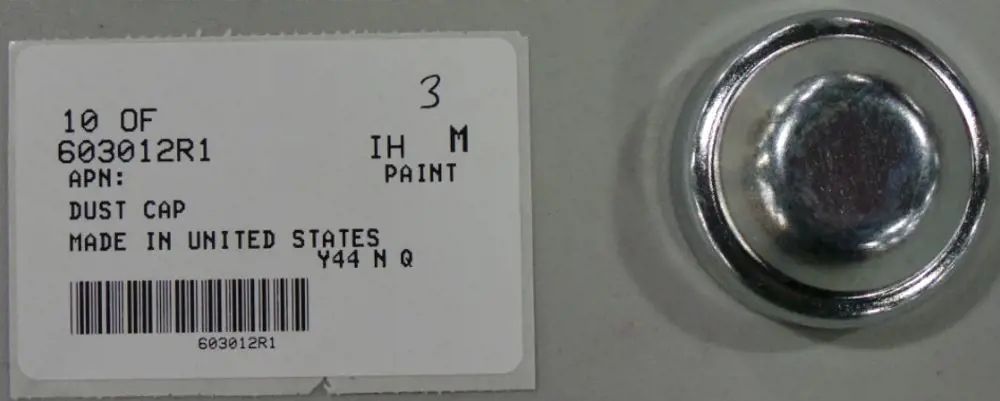 3
10 OF
603012R1 IH M
APN: PAINT
DUST CAP
MADE IN UNITED STATES
Y44 N Q
603012R1